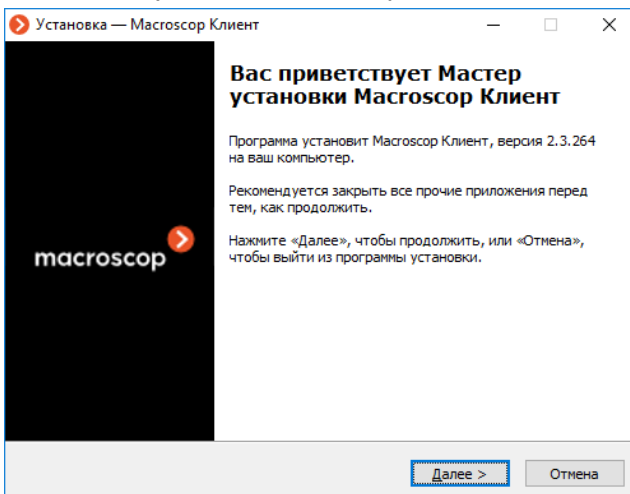 Установка — Macroscop Клиент
Вас приветствует Мастер
установки Macroscop Клиент
Программа установит Macroscop Клиент, версия 2.3.264
на ваш компьютер.
Рекомендуется закрыть все прочие приложения перед
тем, как продолжить.
Нажмите «Далее», чтобы продолжить, или «Отмена»,
чтобы выйти из программы установки.
macroscop
Далее >
Отмена